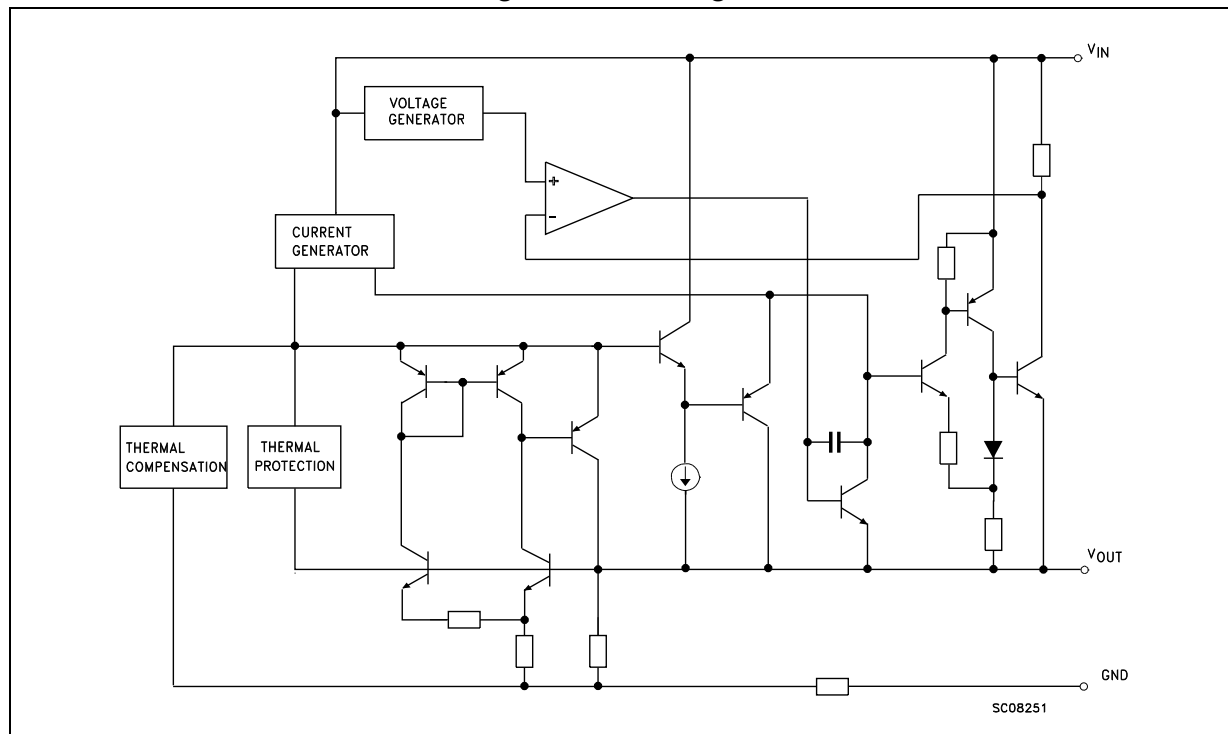 VIN
VOLTAGE
GENERATOR
+
-
CURRENT
GENERATOR
THERMAL
COMPENSATION
THERMAL
PROTECTION
VOUT
GND
SC08251